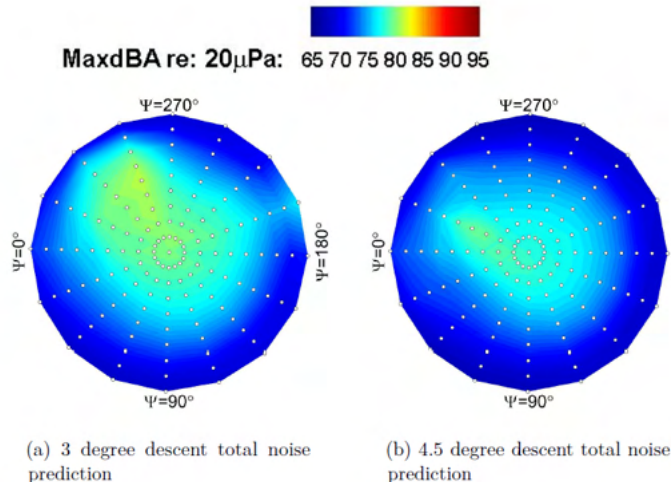 MaxdBA re: 20μPa: 65 70 75 80 85 90 95
Ψ=270°
Ψ=0°
Ψ=180°
Ψ=90°
Ψ=270°
Ψ=0°
Ψ=90°
(a) 3 degree descent total noise
prediction
(b) 4.5 degree descent total noise
prediction